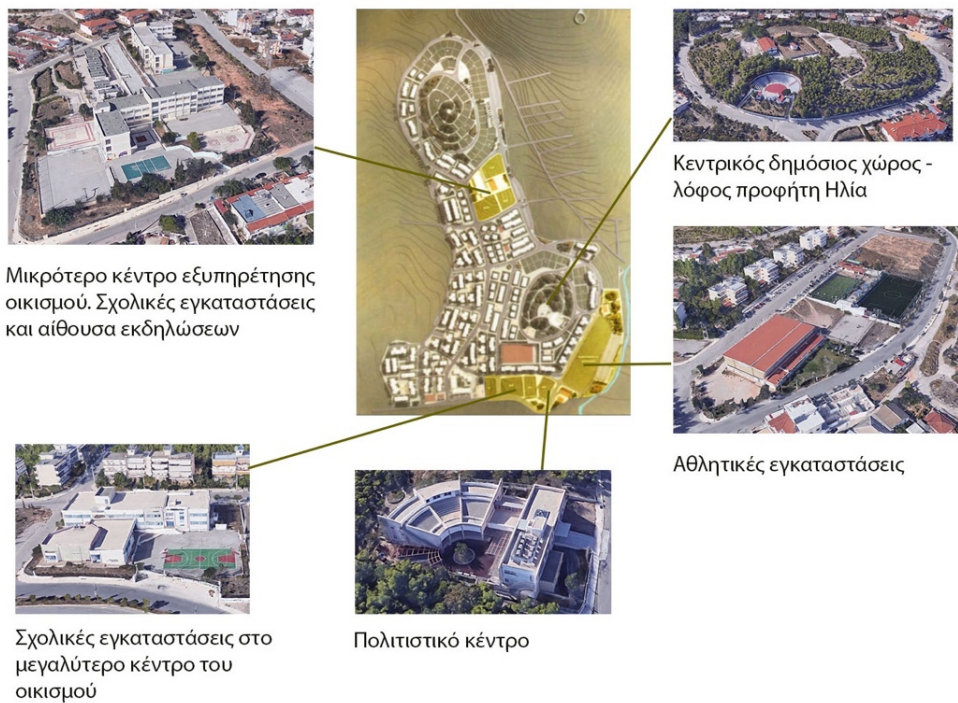 Κεντρικός δημόσιος χώρος -
λόφος προφήτη Ηλία
Μικρότερο κέντρο εξυπηρέτησης
οικισμού. Σχολικές εγκαταστάσεις
και αίθουσα εκδηλώσεων
Αθλητικές εγκαταστάσεις
Σχολικές εγκαταστάσεις στο
μεγαλύτερο κέντρο του
οικισμού
Πολιτιστικό κέντρο